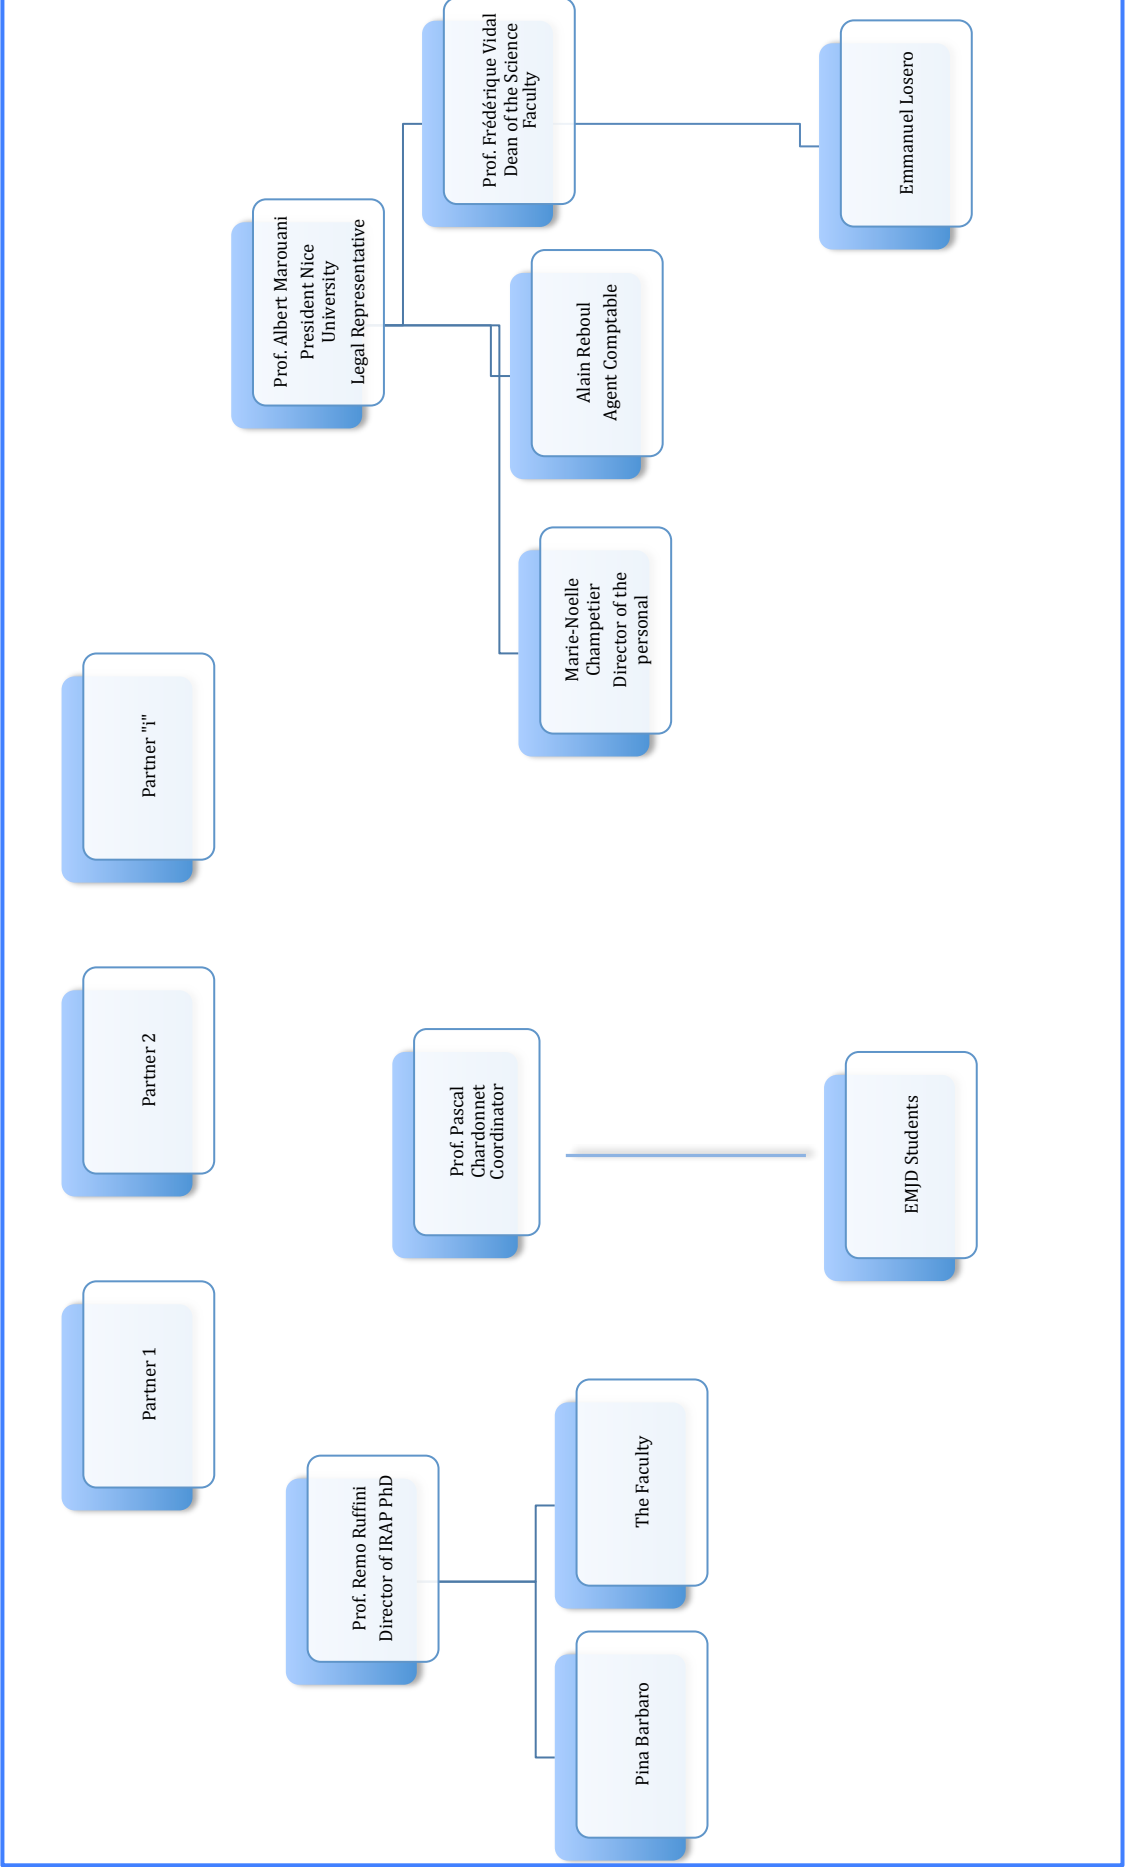 Partner 1
Partner 2
Partner "i"
Prof. Remo Ruffini
Director of IRAP PhD
Pina Barbaro
The Faculty
Prof. Pascal
Chardonnet
Coordinator
EMJD Students
Prof. Albert Marouani
President Nice
University
Legal Representative
Marie-Noelle
Champetier
Director of the
personal
Alain Reboul
Agent Comptable
Prof. Frédérique Vidal
Dean of the Science
Faculty
Emmanuel Losero